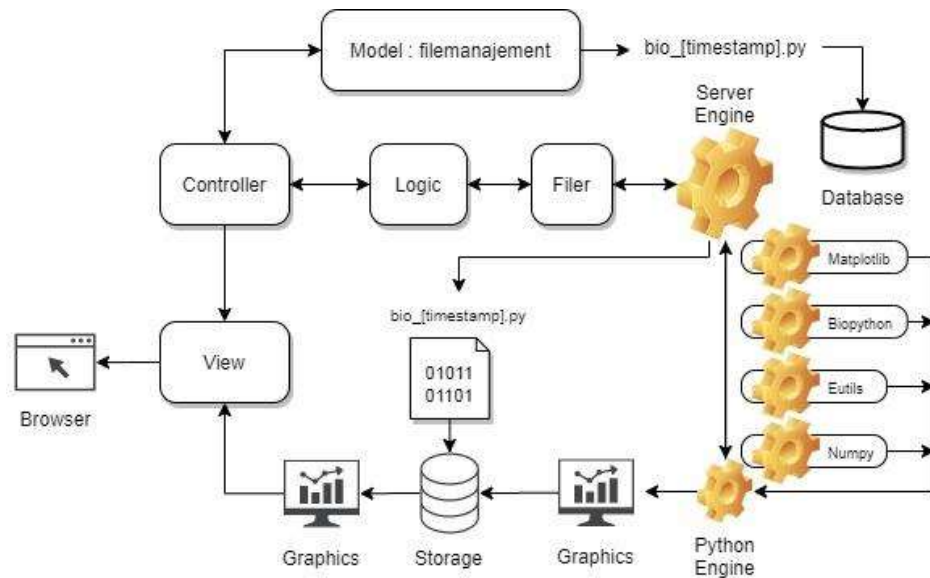 Model : filemanajement
bio_[timestamp].py
Server
Engine
Controller
Logic
Filer
Database
Matplotlib
bio_[timestamp].py
Biopython
View
01011
01101
Eutils
Browser
Numpy
Graphics
Storage
Graphics
Python
Engine